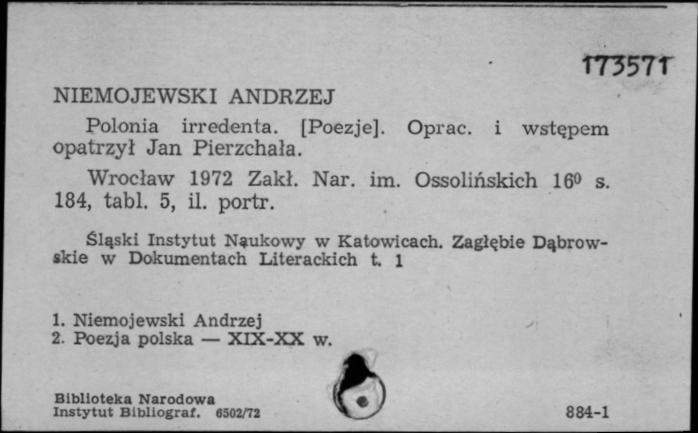 173571
NIEMOJEWSKI ANDRZEJ
Polonia irredenta. [Poezje]. Oprac. i wstępem
opatrzył Jan Pierzchała.
Wrocław 1972 Zakł. Nar. im. Ossolińskich 16⁰ s.
184, tabl. 5, il. portr.
Śląski Instytut Naukowy w Katowicach. Zagłębie Dąbrow-
skie w Dokumentach Literackich t. 1
1. Niemojewski Andrzej
2. Poezja polska — XIX-XX w.
Biblioteka Narodowa
Instytut Bibliograf. 6502/72
884-1